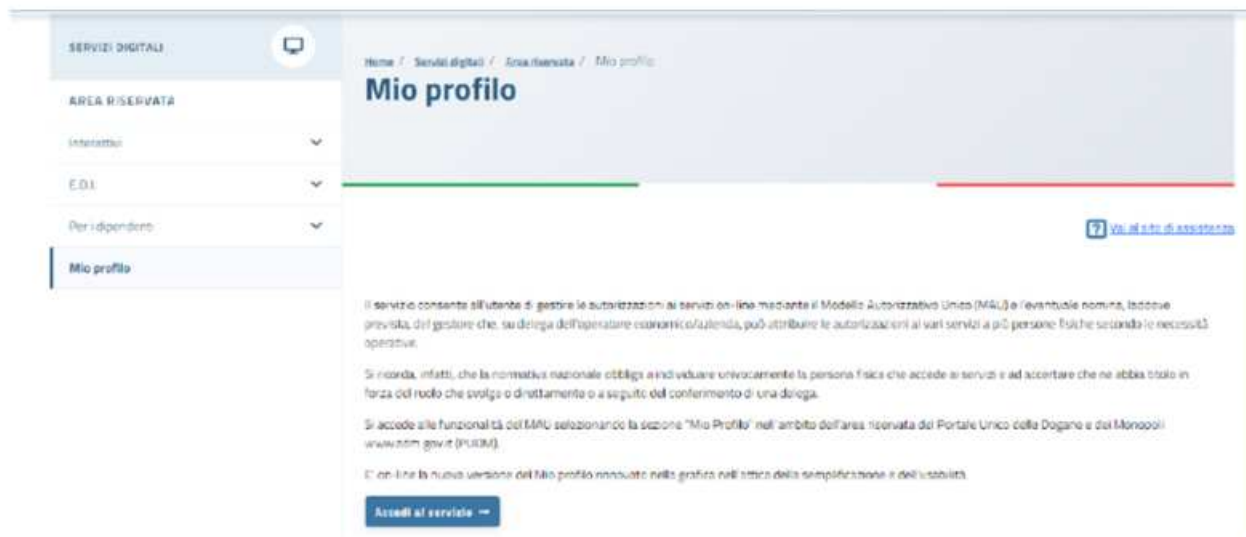 SERVIZI DIGITALI
AREA RISERVATA
Interattivi
E.D.I.
Per i dipendenti
Mio profilo
Home / Servizi digitali / Area riservata / Mio profilo
Mio profilo
? Vai al sito di assistenza
Il servizio consente all'utente di gestire le autorizzazioni ai servizi on-line mediante il Modello Autorizzativo Unico (MAU) e l'eventuale nomina, laddove
prevista, del gestore che, su delega dell'operatore economico/azienda, può attribuire le autorizzazioni ai vari servizi a più persone fisiche secondo le necessità
operative.
Si ricorda, infatti, che la normativa nazionale obbliga a individuare univocamente la persona fisica che accede ai servizi e ad accertare che ne abbia titolo in
forza del ruolo che svolge o direttamente o a seguito del conferimento di una delega.
Si accede alle funzionalità del MAU selezionando la sezione "Mio Profilo" nell'ambito dell'area riservata del Portale Unico delle Dogane e dei Monopoli
www.adm.gov.it (PUDM).
E' on-line la nuova versione del Mio profilo rinnovato nella grafica nell'ottica della semplificazione e dell'usabilità.
Accedi al servizio →